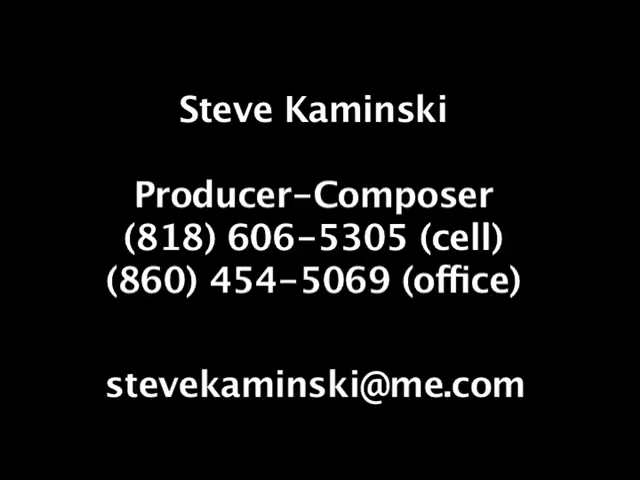 Steve Kaminski
Producer-Composer
(818) 606-5305 (cell)
(860) 454-5069 (office)
stevekaminski@me.com